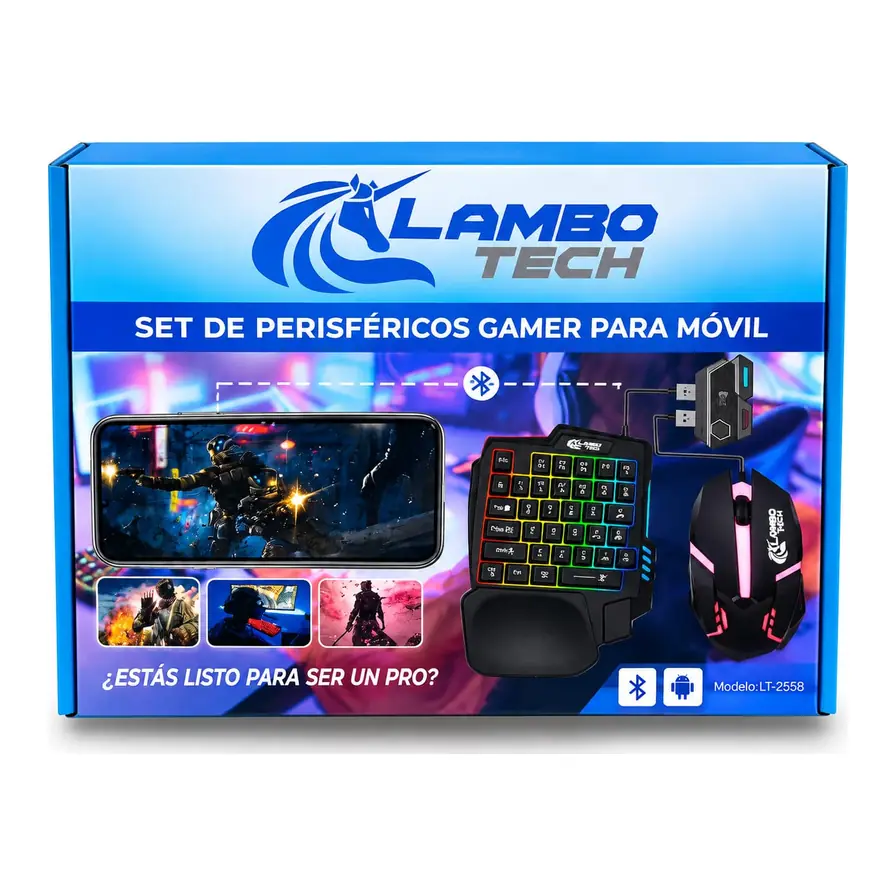 LAMBO
TECH
SET DE PERISFÉRICOS GAMER PARA MÓVIL
LAMBO
TECH
LAMBO
TECH
¿ESTÁS LISTO PARA SER UN PRO?
Modelo:LT-2558